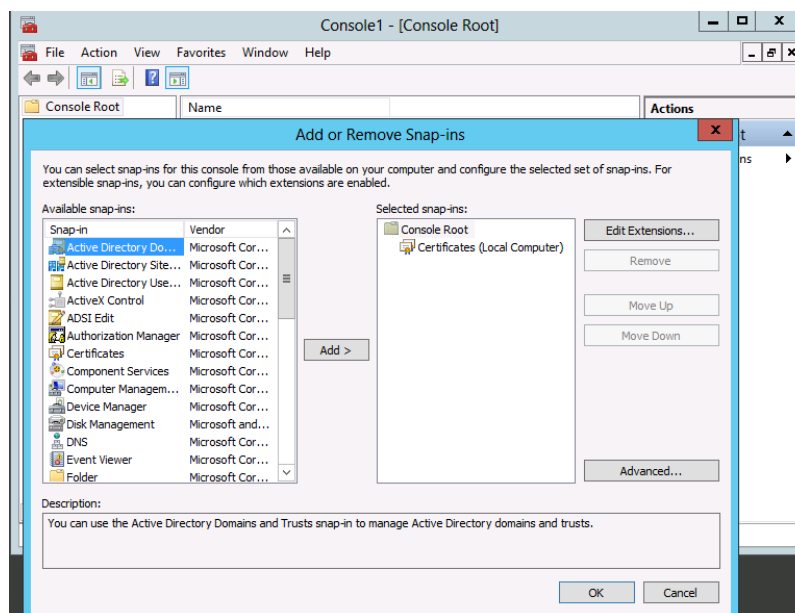 Console1 - [Console Root]
File Action View Favorites Window Help
Console Root
Name
Actions
t
ns
Add or Remove Snap-ins
You can select snap-ins for this console from those available on your computer and configure the selected set of snap-ins. For
extensible snap-ins, you can configure which extensions are enabled.
Available snap-ins:
Selected snap-ins:
Snap-in Vendor
Active Directory Do... Microsoft Cor...
Active Directory Site... Microsoft Cor...
Active Directory Use... Microsoft Cor...
ActiveX Control Microsoft Cor...
ADSI Edit Microsoft Cor...
Authorization Manager Microsoft Cor...
Certificates Microsoft Cor...
Component Services Microsoft Cor...
Computer Managem... Microsoft Cor...
Device Manager Microsoft Cor...
Disk Management Microsoft and...
DNS Microsoft Cor...
Event Viewer Microsoft Cor...
Folder Microsoft Cor...
Add >
Console Root
Certificates (Local Computer)
Edit Extensions...
Remove
Move Up
Move Down
Advanced...
Description:
You can use the Active Directory Domains and Trusts snap-in to manage Active Directory domains and trusts.
OK
Cancel